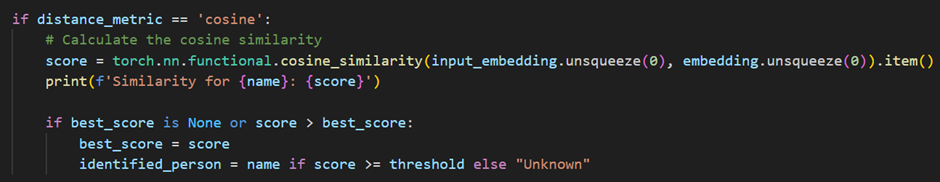 if distance_metric == 'cosine':
    # Calculate the cosine similarity
    score = torch.nn.functional.cosine_similarity(input_embedding.unsqueeze(0), embedding.unsqueeze(0)).item()
    print(f'Similarity for {name}: {score}')

    if best_score is None or score > best_score:
        best_score = score
        identified_person = name if score >= threshold else "Unknown"